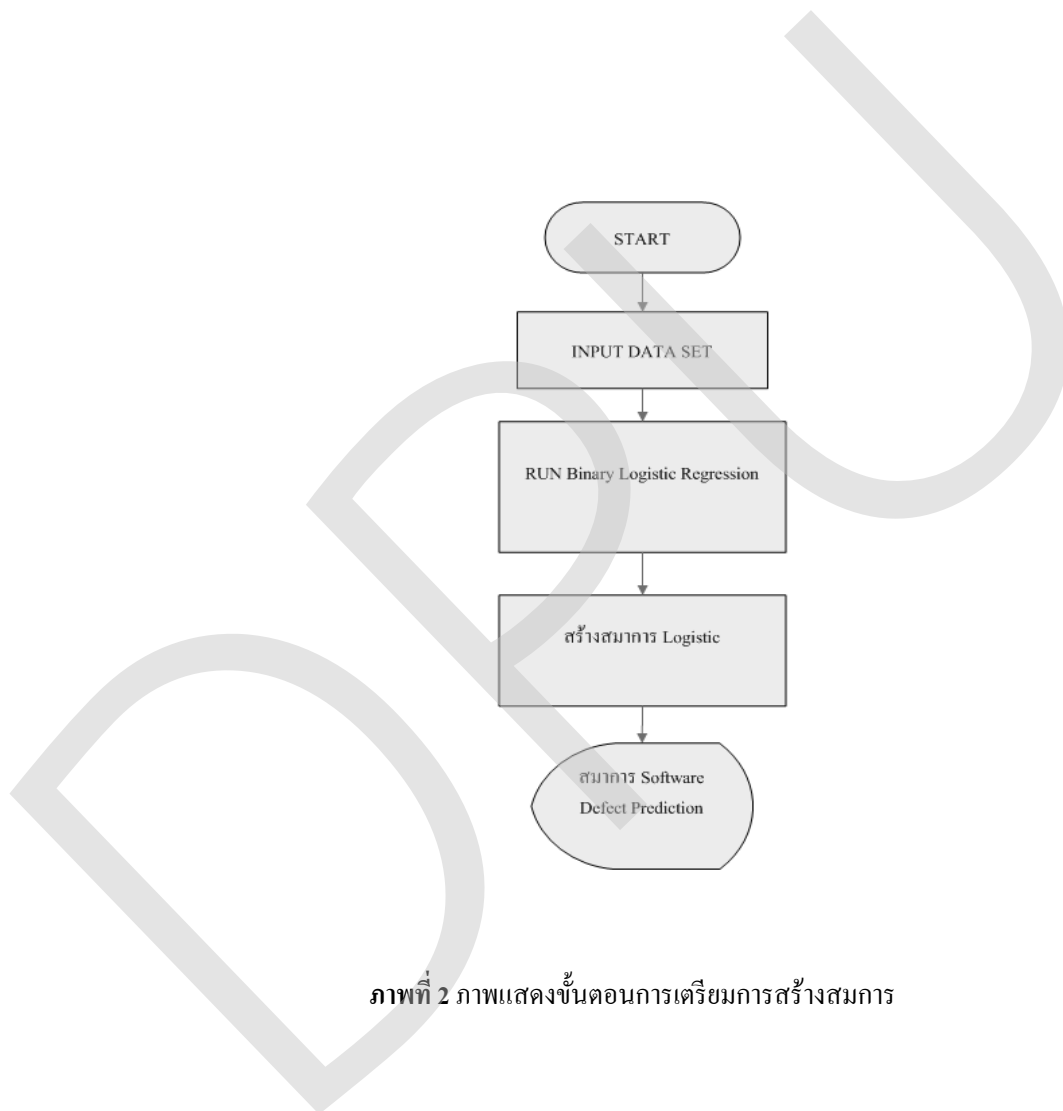 START
INPUT DATA SET
RUN Binary Logistic Regression
สร้างสมาการ Logistic
สมาการ Software
Defect Prediction
ภาพที่ 2 ภาพแสดงขั้นตอนการเตรียมการสร้างสมการ
DPU